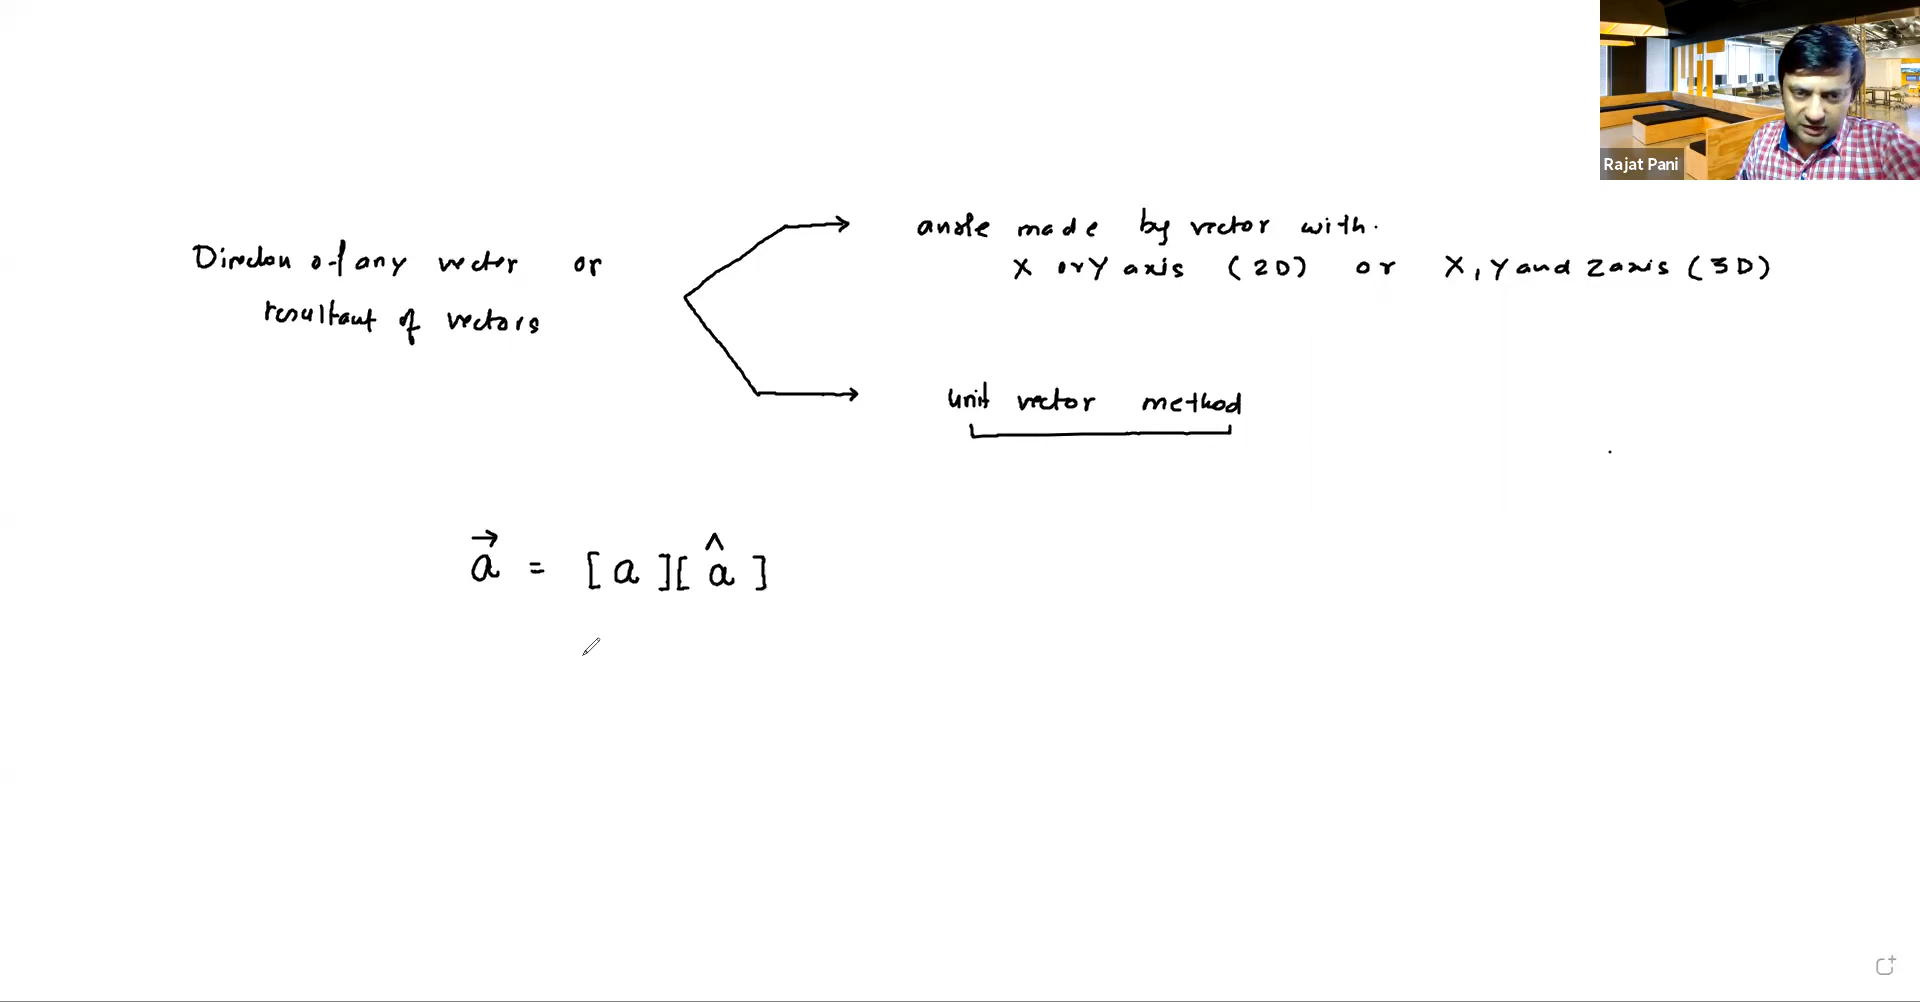 Rajat Pani
angle made by vector with.
Direction of any vector or
X or Y axis (2D) or X, Y and Z axis (3D)
resultant of vectors
unit vector method
a⃗ = [a][â]